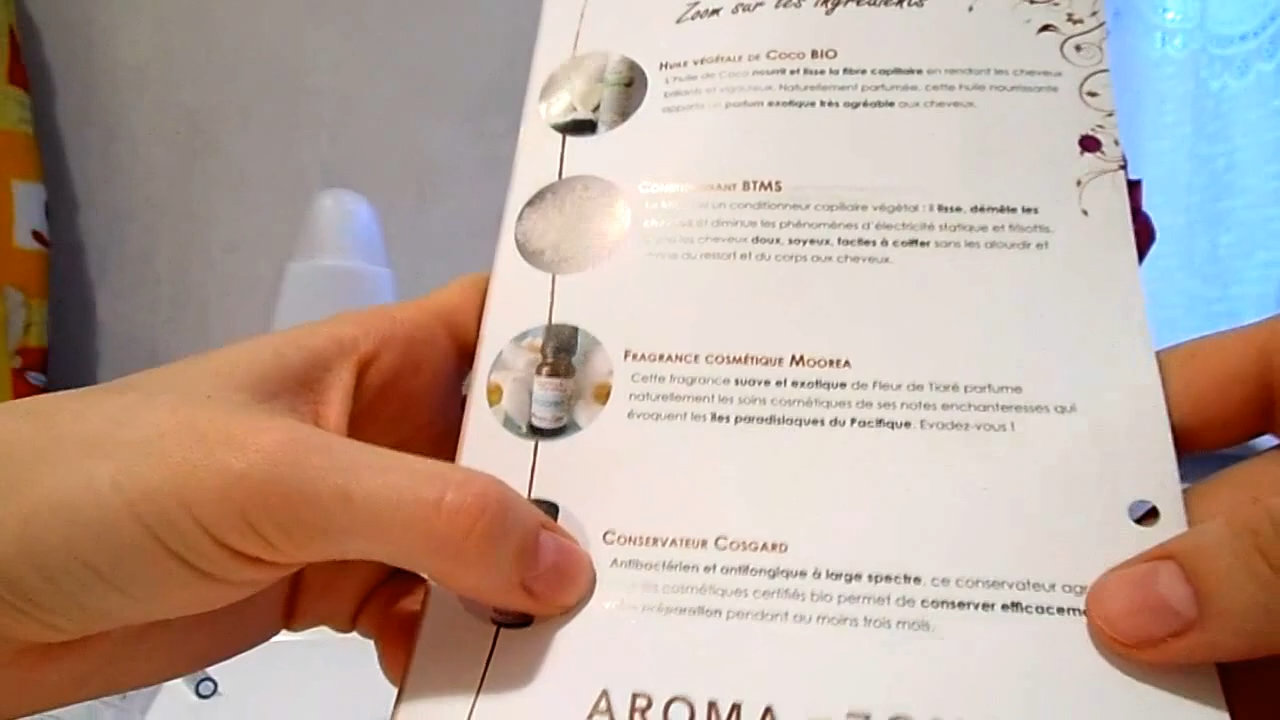 Zoom sur les ingrédients
HUILE VÉGÉTALE DE COCO BIO
L'huile de Coco nourrit et lisse la fibre capillaire en rendant les cheveux
brillants et vigoureux. Naturellement parfumée, cette huile nourrissante
apporte un parfum exotique très agréable aux cheveux.
BTMS
un conditionneur capillaire végétal : il lisse, démêle les
et diminue les phénomènes d'électricité statique et frisottis.
les cheveux doux, soyeux, faciles à coiffer sans les alourdir et
du ressort et du corps aux cheveux.
FRAGRANCE COSMÉTIQUE MOOREA
Cette fragrance suave et exotique de Fleur de Tiaré parfume
naturellement les soins cosmétiques de ses notes enchanteresses qui
évoquent les îles paradisiaques du Pacifique. Evadez-vous !
CONSERVATEUR COSGARD
Antibactérien et antifongique à large spectre, ce conservateur
les cosmétiques certifiés bio permet de conserver
votre préparation pendant au moins trois mois.
AROMA-ZONE